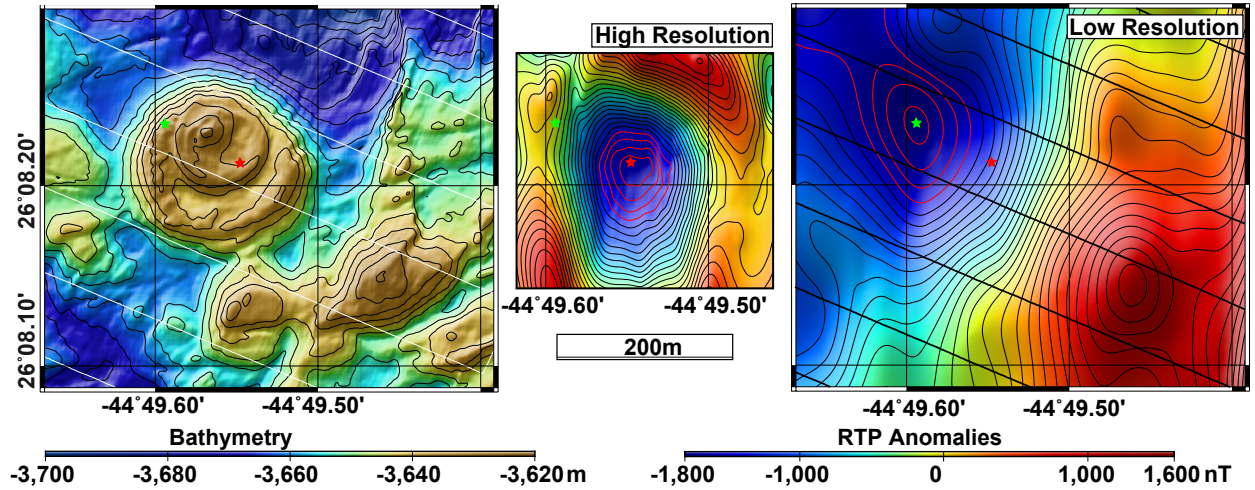 High Resolution
Low Resolution
26°08.20'
26°08.10'
-44°49.60' -44°49.50'
-44°49.60' -44°49.50'
-44°49.60' -44°49.50'
200m
Bathymetry
-3,700 -3,680 -3,660 -3,640 -3,620 m
RTP Anomalies
-1,800 -1,000 0 1,000 1,600 nT